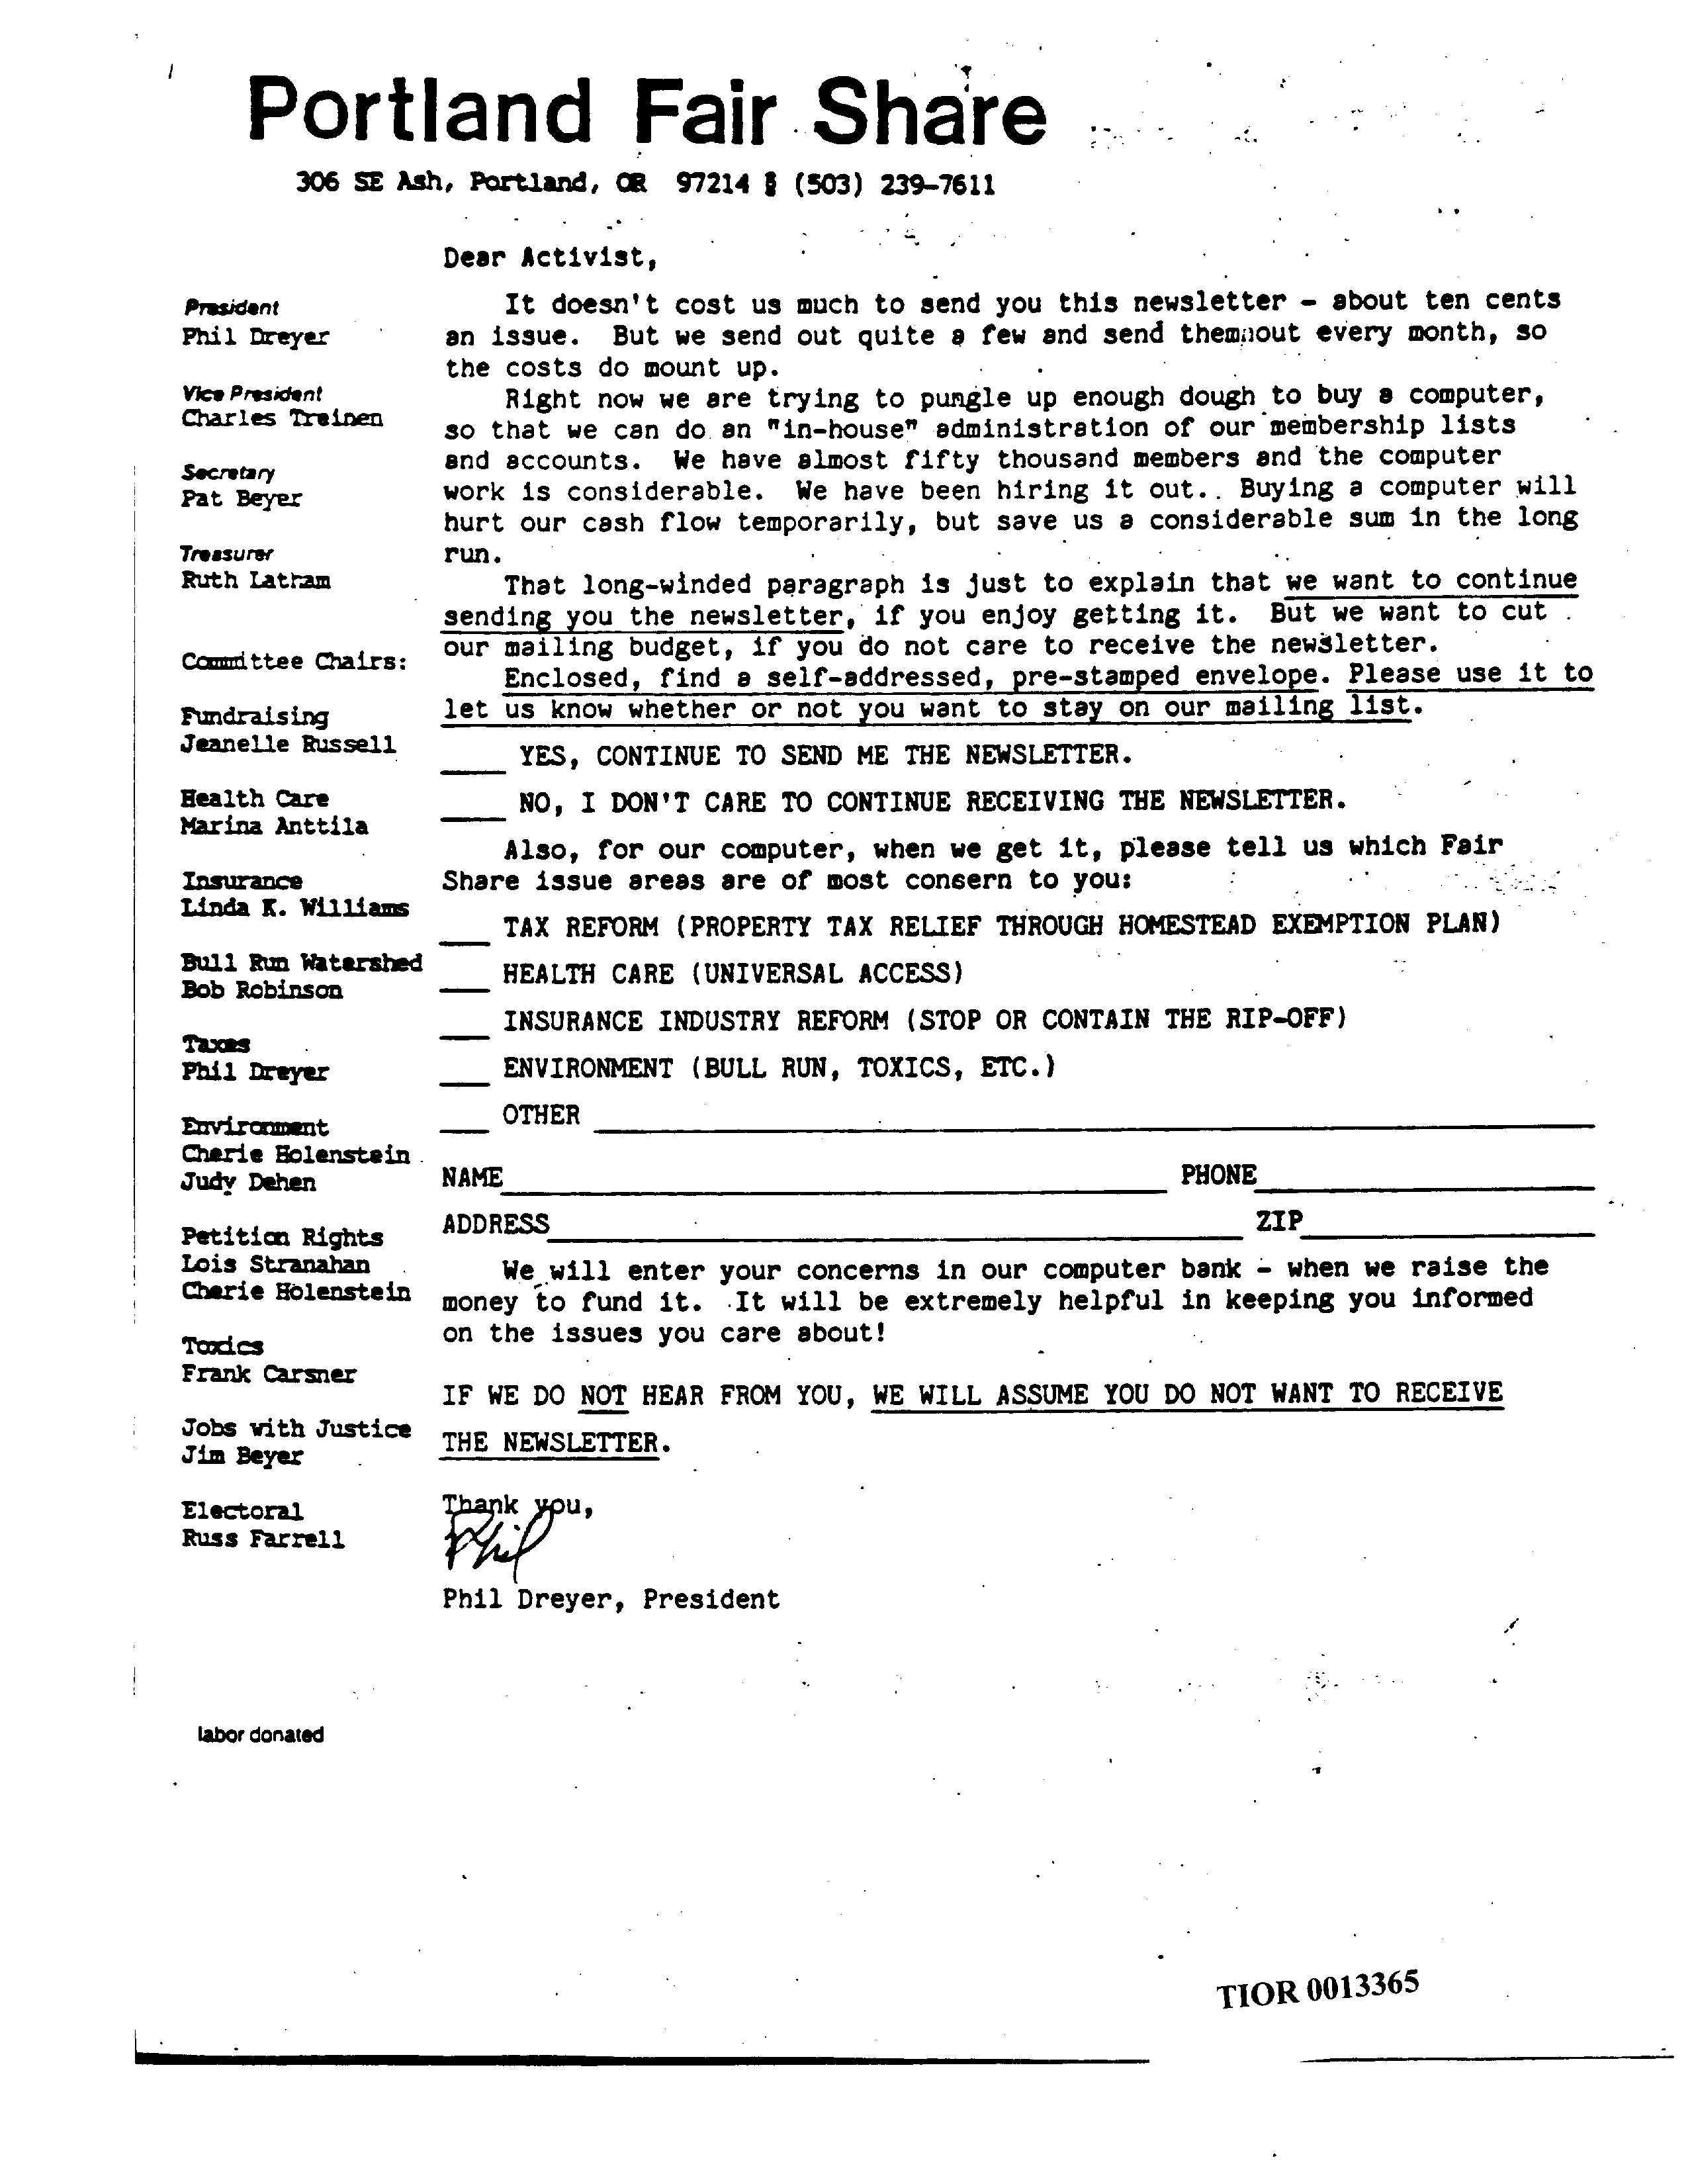 Portland Fair Share
306 SE Ash, Portland, OR 97214 § (503) 239-7611
President
Phil Dreyer
Vice President
Charles Treinen
Secretary
Pat Beyer
Treasurer
Ruth Latham
Committee Chairs:
Fundraising
Jeanelle Russell
Health Care
Marina Anttila
Insurance
Linda K. Williams
Bull Run Watershed
Bob Robinson
Taxes
Phil Dreyer
Environment
Cherie Holenstein
Judy Dehen
Petition Rights
Lois Stranahan
Cherie Holenstein
Toxics
Frank Carsner
Jobs with Justice
Jim Beyer
Electoral
Russ Farrell
labor donated
Dear Activist,
It doesn't cost us much to send you this newsletter - about ten cents
an issue. But we send out quite a few and send them out every month, so
the costs do mount up.
Right now we are trying to pungle up enough dough to buy a computer,
so that we can do an "in-house" administration of our membership lists
and accounts. We have almost fifty thousand members and the computer
work is considerable. We have been hiring it out.. Buying a computer will
hurt our cash flow temporarily, but save us a considerable sum in the long
run.
That long-winded paragraph is just to explain that we want to continue
sending you the newsletter, if you enjoy getting it. But we want to cut
our mailing budget, if you do not care to receive the newsletter.
Enclosed, find a self-addressed, pre-stamped envelope. Please use it to
let us know whether or not you want to stay on our mailing list.
____ YES, CONTINUE TO SEND ME THE NEWSLETTER.
____ NO, I DON'T CARE TO CONTINUE RECEIVING THE NEWSLETTER.
Also, for our computer, when we get it, please tell us which Fair
Share issue areas are of most consern to you:
___ TAX REFORM (PROPERTY TAX RELIEF THROUGH HOMESTEAD EXEMPTION PLAN)
___ HEALTH CARE (UNIVERSAL ACCESS)
___ INSURANCE INDUSTRY REFORM (STOP OR CONTAIN THE RIP-OFF)
___ ENVIRONMENT (BULL RUN, TOXICS, ETC.)
___ OTHER ____
NAME____ PHONE____
ADDRESS____ ZIP____
We will enter your concerns in our computer bank - when we raise the
money to fund it. It will be extremely helpful in keeping you informed
on the issues you care about!
IF WE DO NOT HEAR FROM YOU, WE WILL ASSUME YOU DO NOT WANT TO RECEIVE
THE NEWSLETTER.
Thank you,
Phil
Phil Dreyer, President
TIOR 0013365